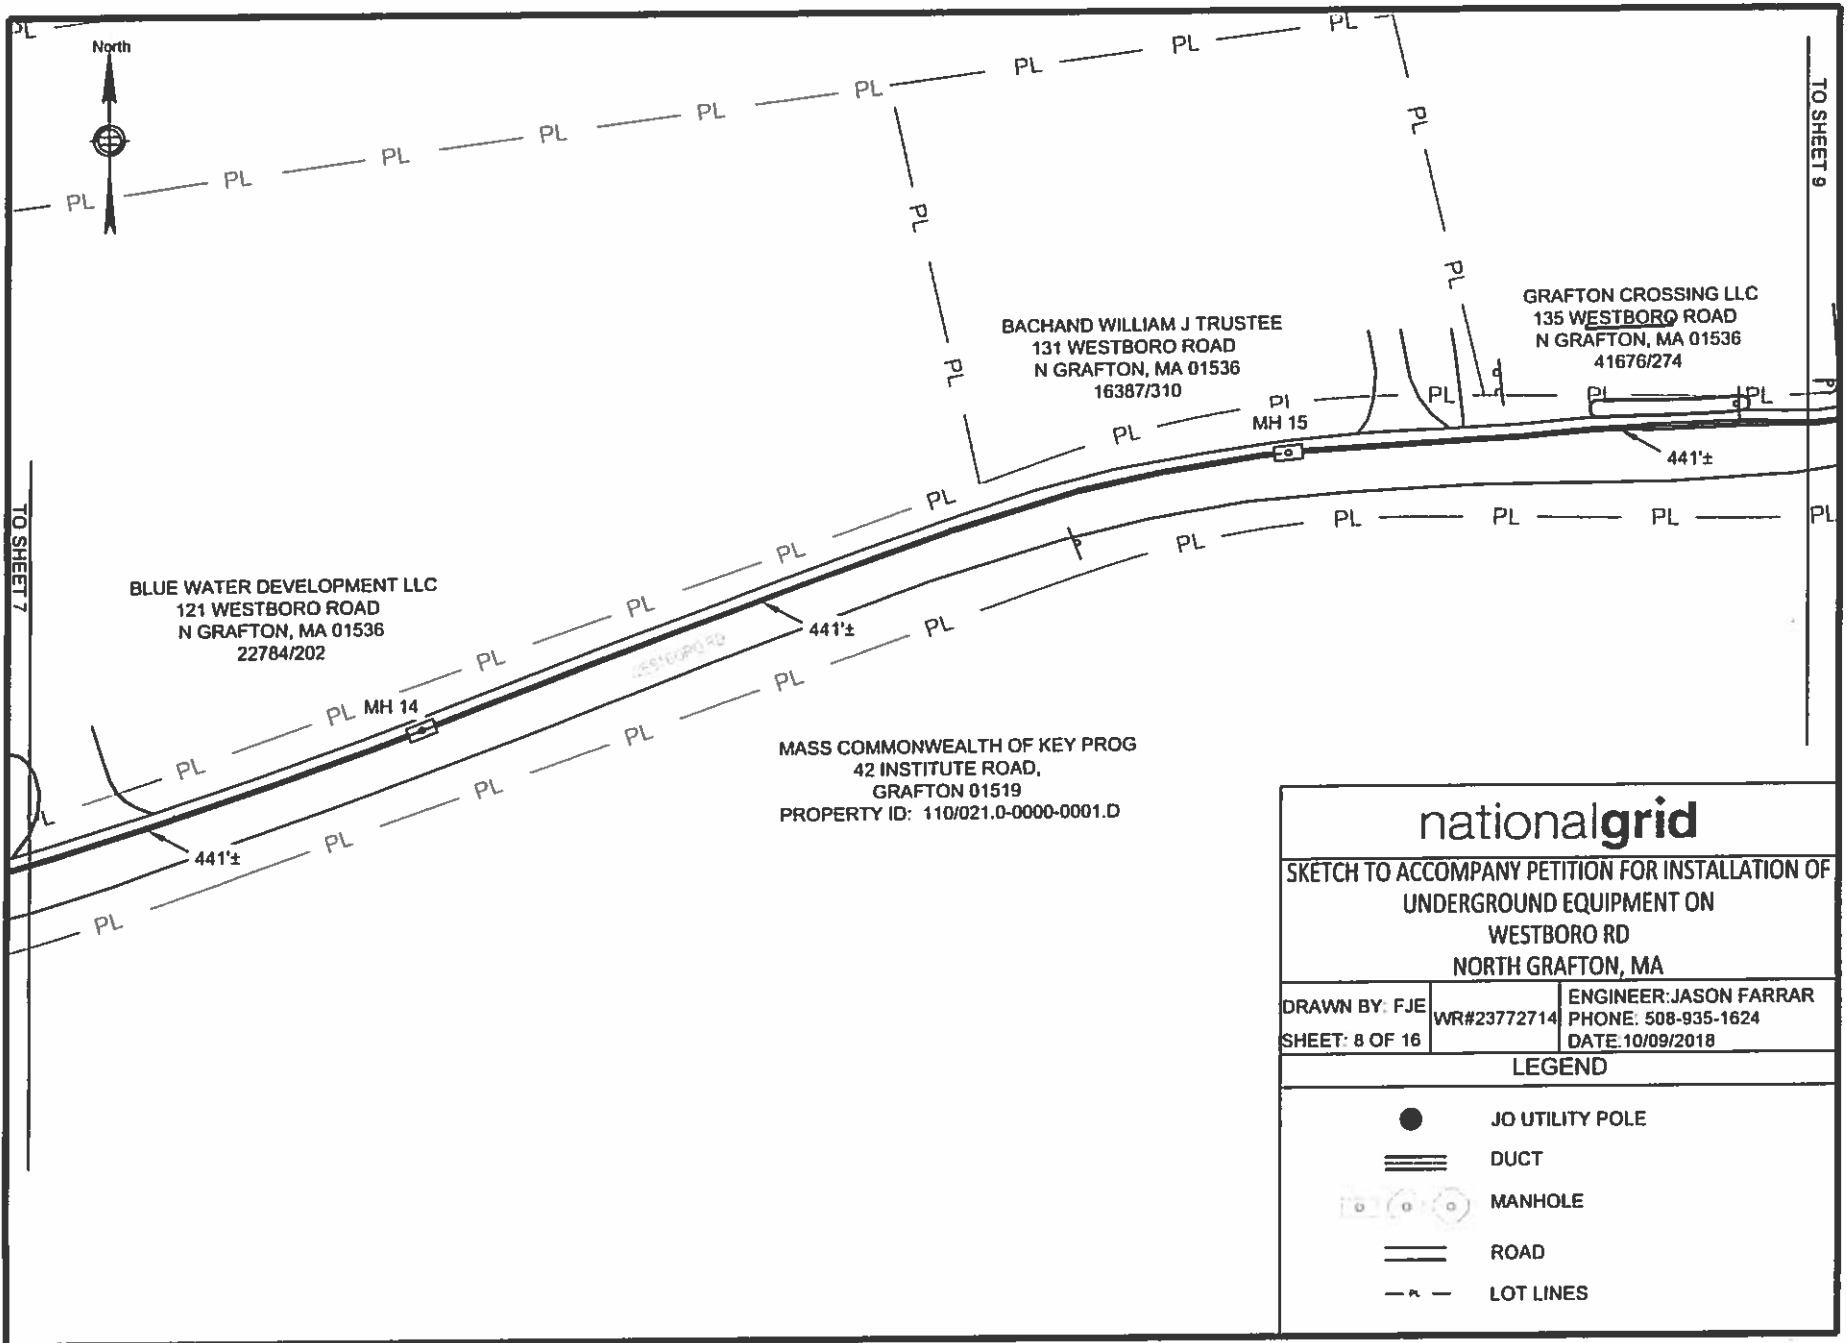 North
TO SHEET 9
TO SHEET 7
PL PL PL PL PL PL PL PL PL PL
PL
PL
PL
PL
GRAFTON CROSSING LLC
135 WESTBORO ROAD
N GRAFTON, MA 01536
41676/274
BACHAND WILLIAM J TRUSTEE
131 WESTBORO ROAD
N GRAFTON, MA 01536
16387/310
PL PL PL PL PL PL PL PL PL
MH 15
441'±
BLUE WATER DEVELOPMENT LLC
121 WESTBORO ROAD
N GRAFTON, MA 01536
22784/202
441'±
MH 14
441'±
PL PL PL PL PL PL PL PL PL PL PL
MASS COMMONWEALTH OF KEY PROG
42 INSTITUTE ROAD,
GRAFTON 01519
PROPERTY ID: 110/021.0-0000-0001.D
nationalgrid
SKETCH TO ACCOMPANY PETITION FOR INSTALLATION OF
UNDERGROUND EQUIPMENT ON
WESTBORO RD
NORTH GRAFTON, MA
DRAWN BY: FJE
SHEET: 8 OF 16
WR#23772714
ENGINEER:JASON FARRAR
PHONE: 508-935-1624
DATE:10/09/2018
LEGEND
JO UTILITY POLE
DUCT
MANHOLE
ROAD
LOT LINES